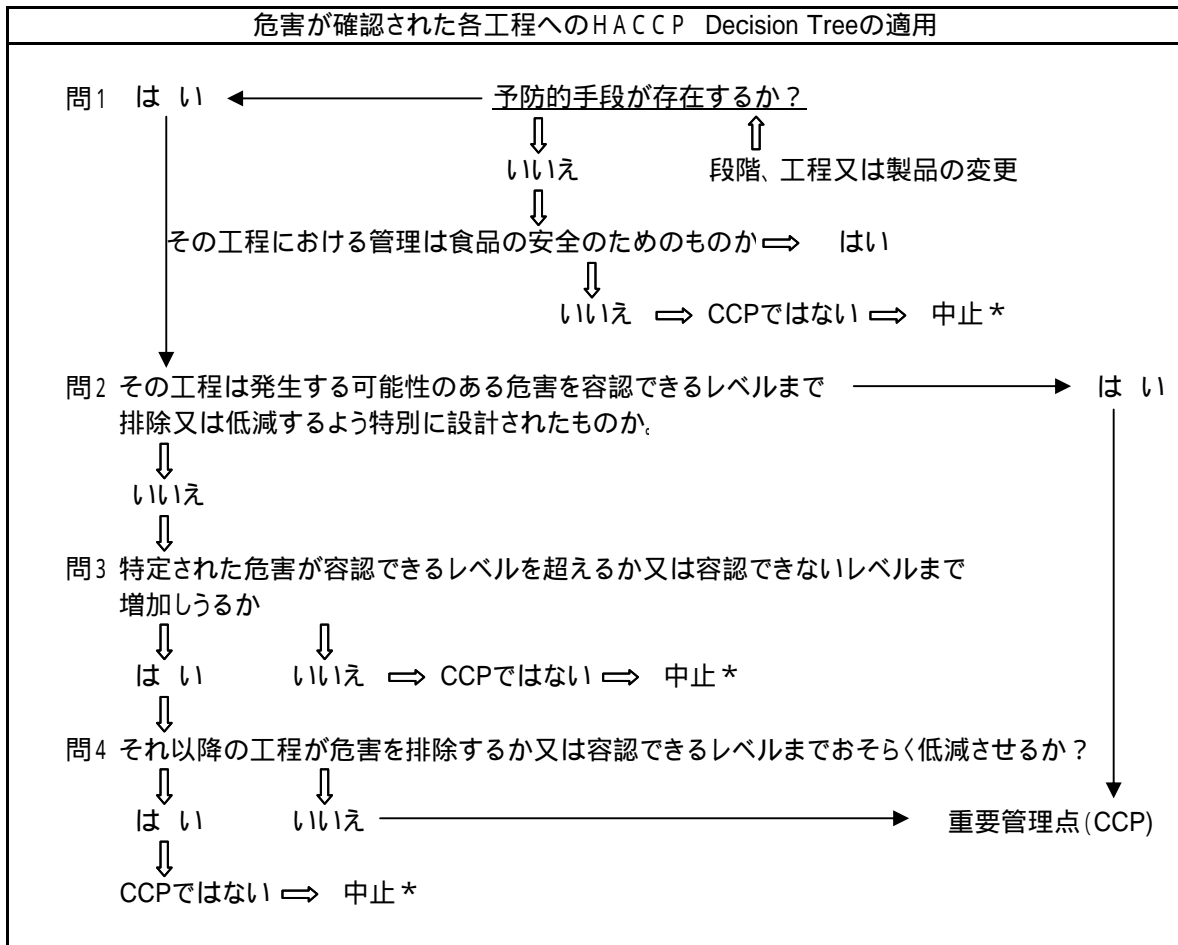 危害が確認された各工程へのHACCP Decision Treeの適用
問1 はい ← 予防的手段が存在するか？
⇓ ⇑
いいえ 段階、工程又は製品の変更
⇓
その工程における管理は食品の安全のためのものか ⇒ はい
⇓
いいえ ⇒ CCPではない ⇒ 中止*
問2 その工程は発生する可能性のある危害を容認できるレベルまで → はい
排除又は低減するよう特別に設計されたものか。
⇓
いいえ
⇓
問3 特定された危害が容認できるレベルを超えるか又は容認できないレベルまで
増加しうるか
⇓ ⇓
はい いいえ ⇒ CCPではない ⇒ 中止*
⇓
問4 それ以降の工程が危害を排除するか又は容認できるレベルまでおそらく低減させるか？
⇓ ⇓
はい いいえ → 重要管理点(CCP)
⇓
CCPではない ⇒ 中止*